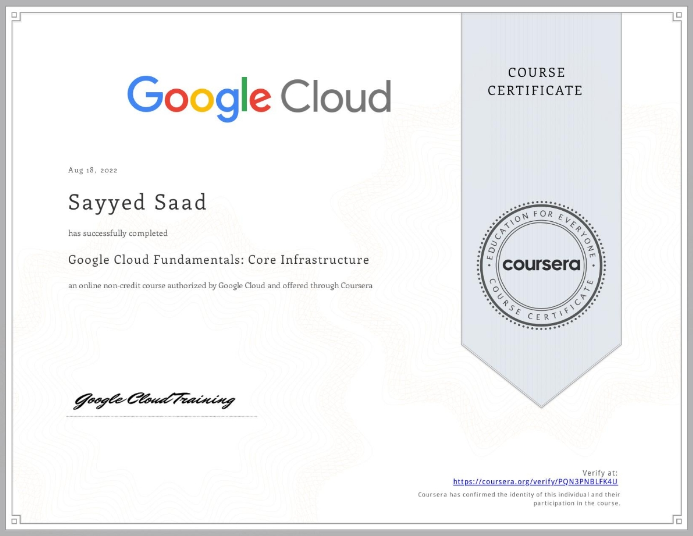 Google Cloud
COURSE
CERTIFICATE
Aug 18, 2022
Sayyed Saad
has successfully completed
Google Cloud Fundamentals: Core Infrastructure
an online non-credit course authorized by Google Cloud and offered through Coursera
EDUCATION FOR EVERYONE
coursera
COURSE CERTIFICATE
Google Cloud Training
Verify at:
https://coursera.org/verify/PQN3PNBLFK4U
Coursera has confirmed the identity of this individual and their
participation in the course.